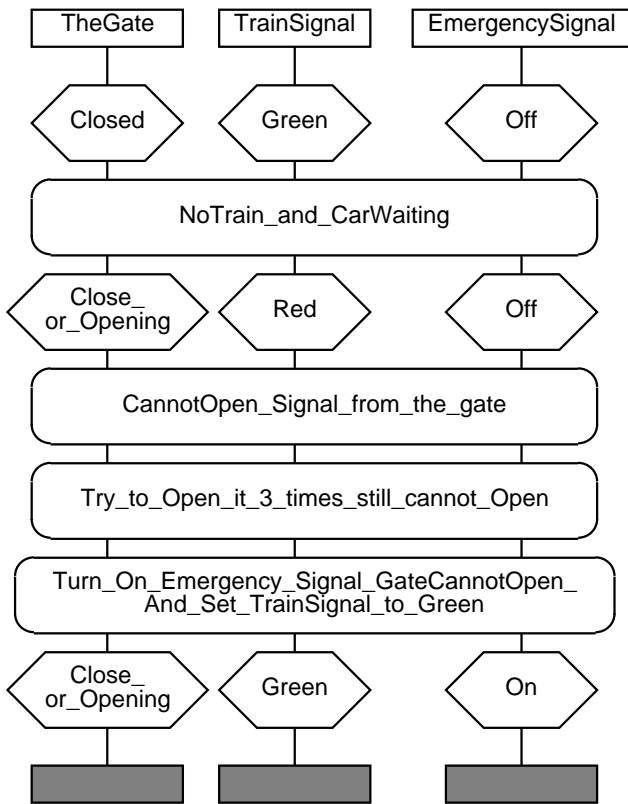 TheGate
TrainSignal
EmergencySignal
Closed
Green
Off
NoTrain_and_CarWaiting
Close_
or_Opening
Red
Off
CannotOpen_Signal_from_the_gate
Try_to_Open_it_3_times_still_cannot_Open
Turn_On_Emergency_Signal_GateCannotOpen_
And_Set_TrainSignal_to_Green
Close_
or_Opening
Green
On